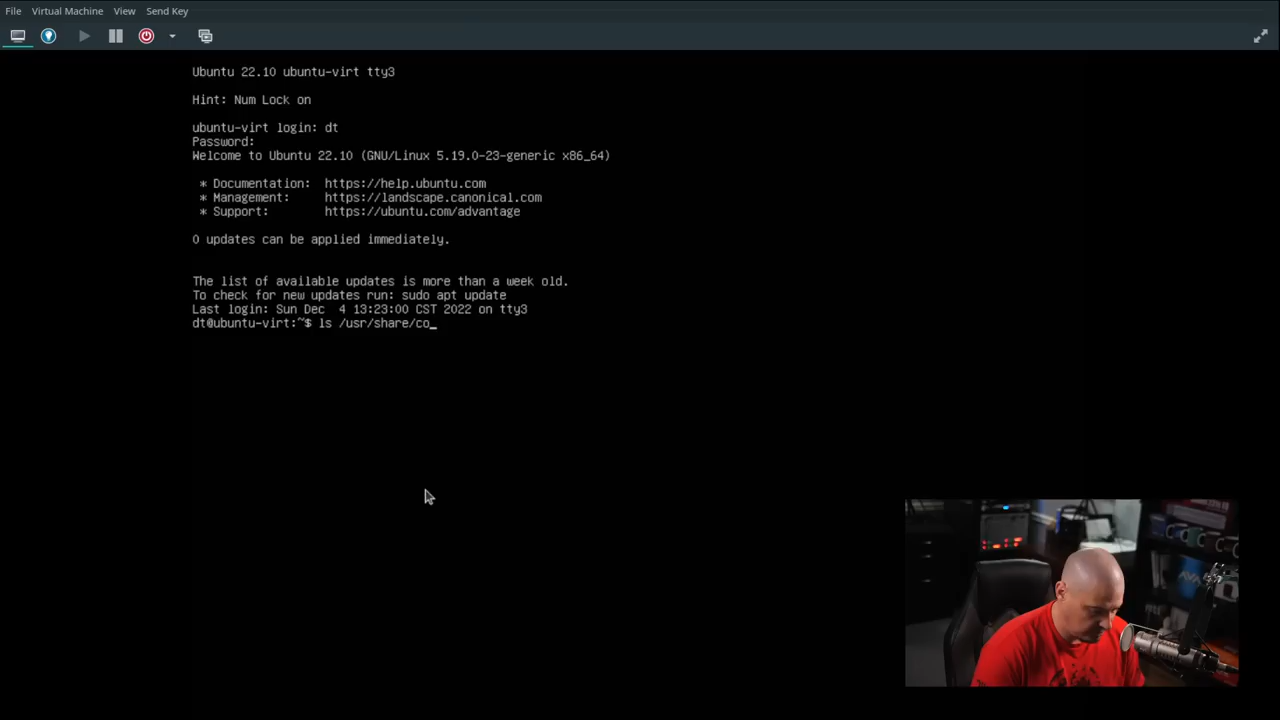 File Virtual Machine View Send Key
Ubuntu 22.10 ubuntu-virt tty3
Hint: Num Lock on
ubuntu-virt login: dt
Password:
Welcome to Ubuntu 22.10 (GNU/Linux 5.19.0-23-generic x86_64)
* Documentation: https://help.ubuntu.com
* Management: https://landscape.canonical.com
* Support: https://ubuntu.com/advantage
0 updates can be applied immediately.
The list of available updates is more than a week old.
To check for new updates run: sudo apt update
Last login: Sun Dec 4 13:23:00 CST 2022 on tty3
dt@ubuntu-virt:~$ ls /usr/share/co_